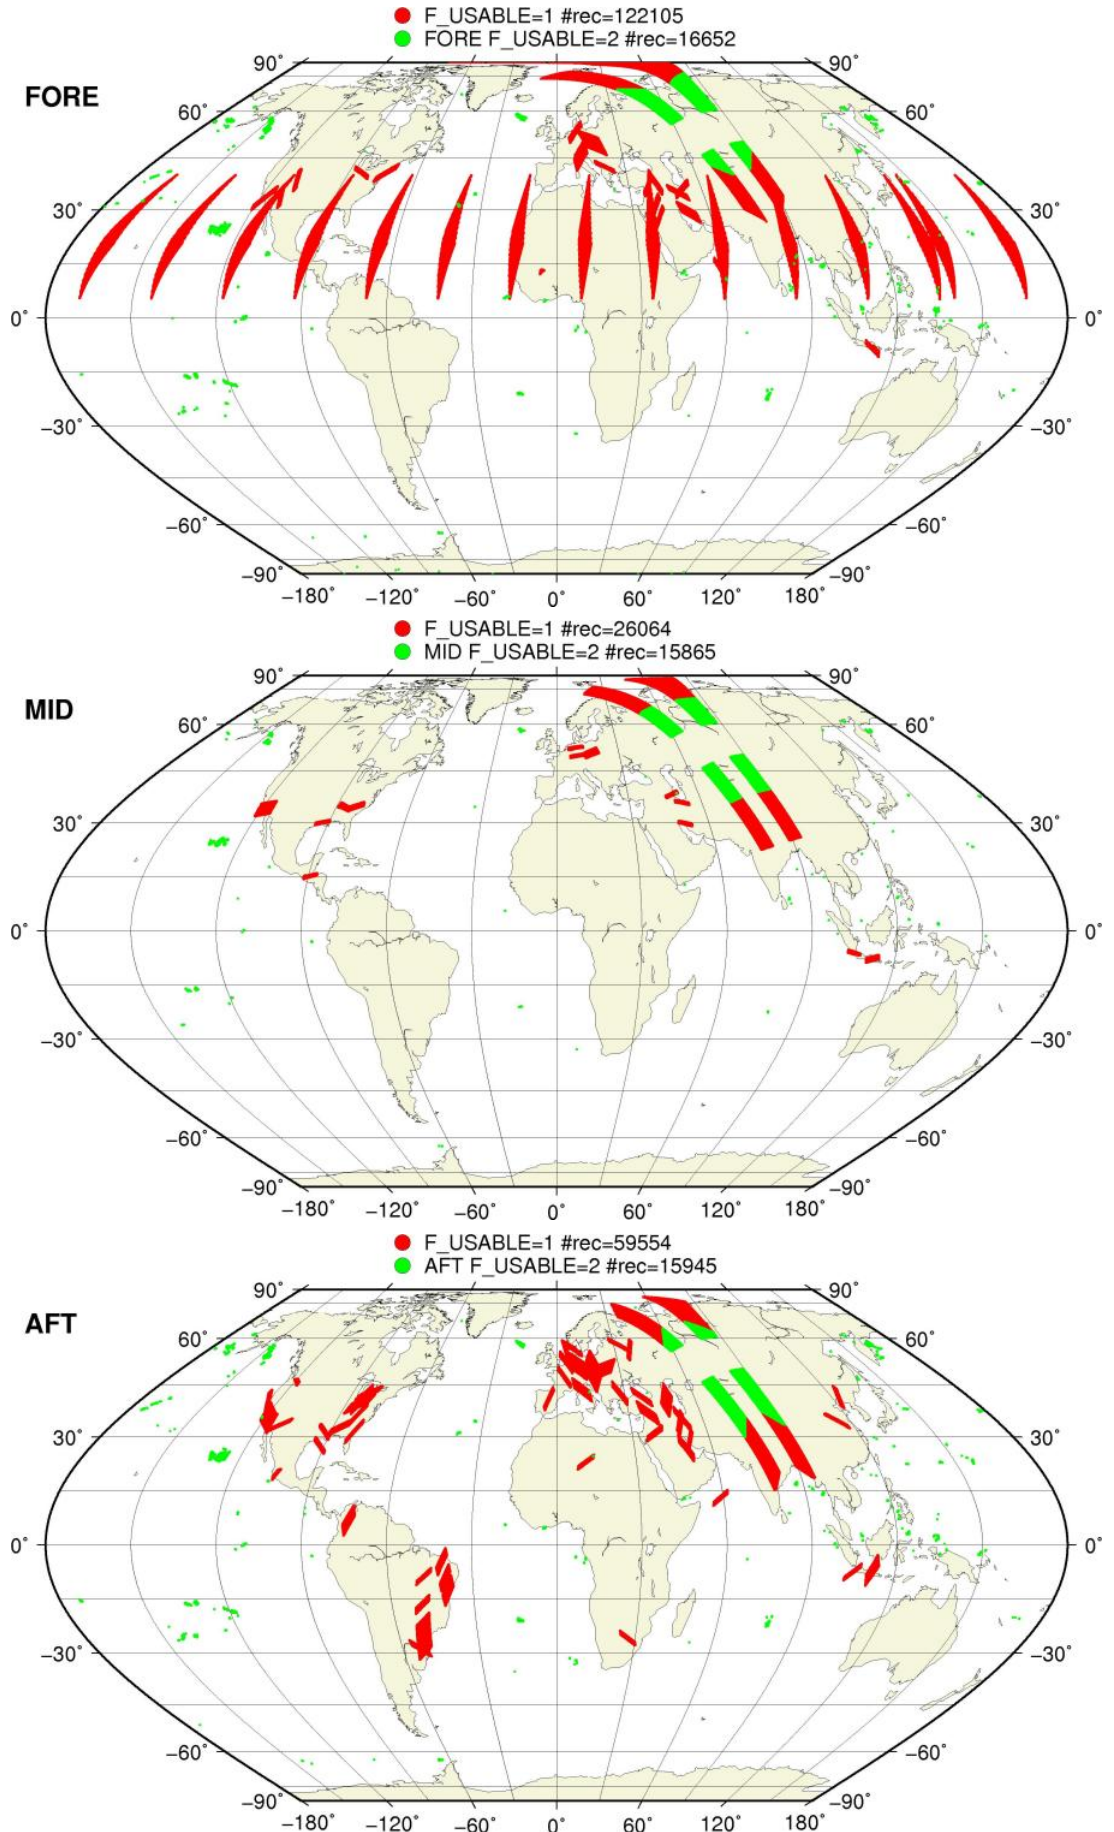 F_USABLE=1 #rec=122105
FORE F_USABLE=2 #rec=16652
FORE
90° 90°
60° 60°
30° 30°
0° 0°
−30° −30°
−60° −60°
−90° −90°
−180° −120° −60° 0° 60° 120° 180°
F_USABLE=1 #rec=26064
MID F_USABLE=2 #rec=15865
MID
90° 90°
60° 60°
30° 30°
0° 0°
−30° −30°
−60° −60°
−90° −90°
−180° −120° −60° 0° 60° 120° 180°
F_USABLE=1 #rec=59554
AFT F_USABLE=2 #rec=15945
AFT
90° 90°
60° 60°
30° 30°
0° 0°
−30° −30°
−60° −60°
−90° −90°
−180° −120° −60° 0° 60° 120° 180°